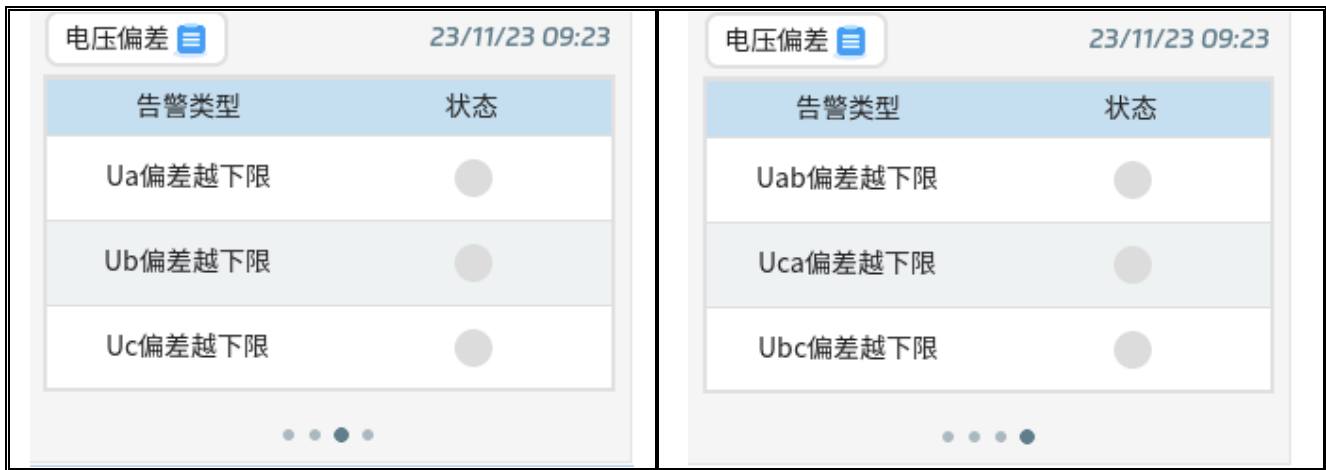 电压偏差 23/11/23 09:23
告警类型 状态
Ua偏差越下限
Ub偏差越下限
Uc偏差越下限
电压偏差 23/11/23 09:23
告警类型 状态
Uab偏差越下限
Uca偏差越下限
Ubc偏差越下限